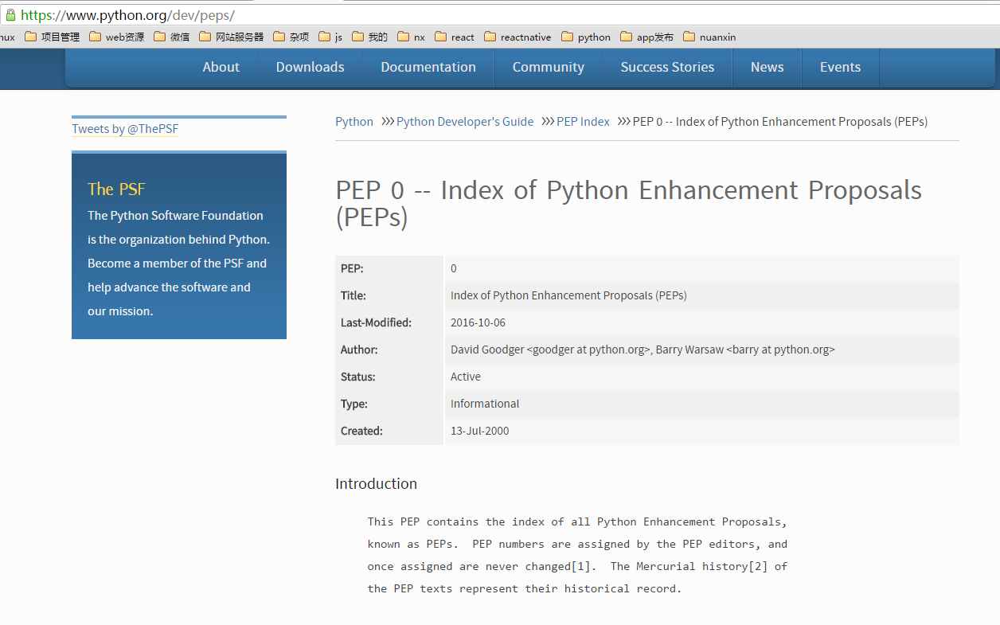 https://www.python.org/dev/peps/
项目管理 web资源 微信 网站服务器 杂项 js 我的 nx react reactnative python app发布 nuanxin
About Downloads Documentation Community Success Stories News Events
Tweets by @ThePSF
The PSF
The Python Software Foundation
is the organization behind Python.
Become a member of the PSF and
help advance the software and
our mission.
Python >>> Python Developer's Guide >>> PEP Index >>> PEP 0 -- Index of Python Enhancement Proposals (PEPs)
PEP 0 -- Index of Python Enhancement Proposals
(PEPs)
PEP: 0
Title: Index of Python Enhancement Proposals (PEPs)
Last-Modified: 2016-10-06
Author: David Goodger <goodger at python.org>, Barry Warsaw <barry at python.org>
Status: Active
Type: Informational
Created: 13-Jul-2000
Introduction
This PEP contains the index of all Python Enhancement Proposals,
known as PEPs.  PEP numbers are assigned by the PEP editors, and
once assigned are never changed[1].  The Mercurial history[2] of
the PEP texts represent their historical record.